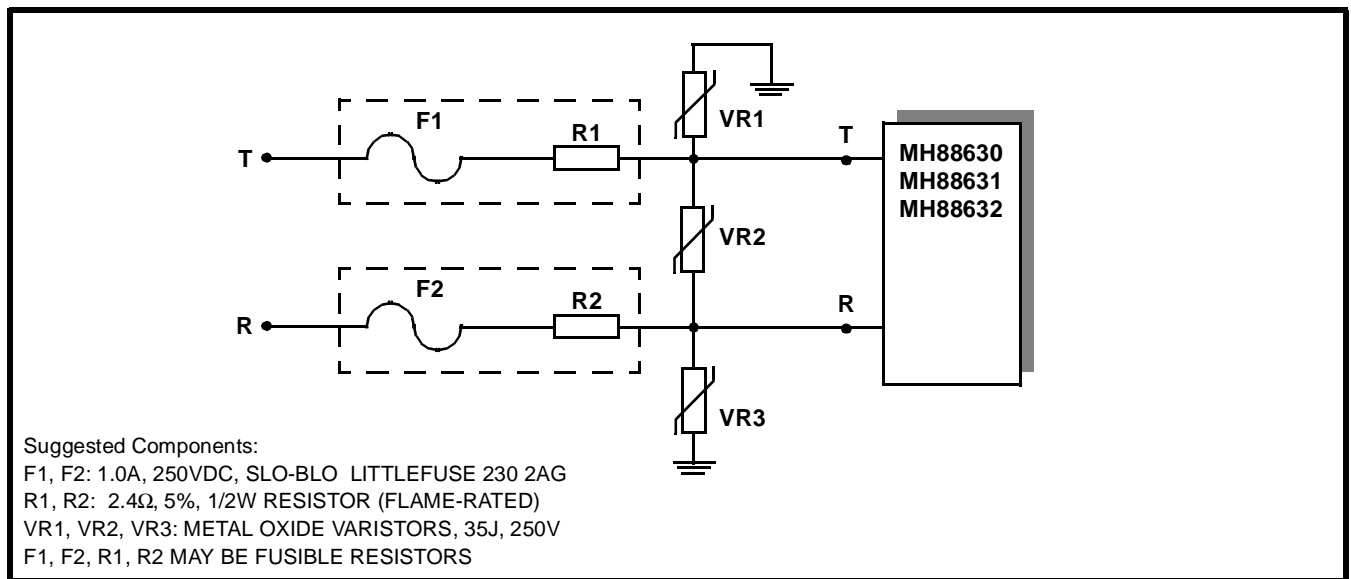 VR1
F1
R1
T
T
MH88630
MH88631
MH88632
VR2
F2
R2
R
R
VR3
Suggested Components:
F1, F2: 1.0A, 250VDC, SLO-BLO LITTLEFUSE 230 2AG
R1, R2: 2.4Ω, 5%, 1/2W RESISTOR (FLAME-RATED)
VR1, VR2, VR3: METAL OXIDE VARISTORS, 35J, 250V
F1, F2, R1, R2 MAY BE FUSIBLE RESISTORS